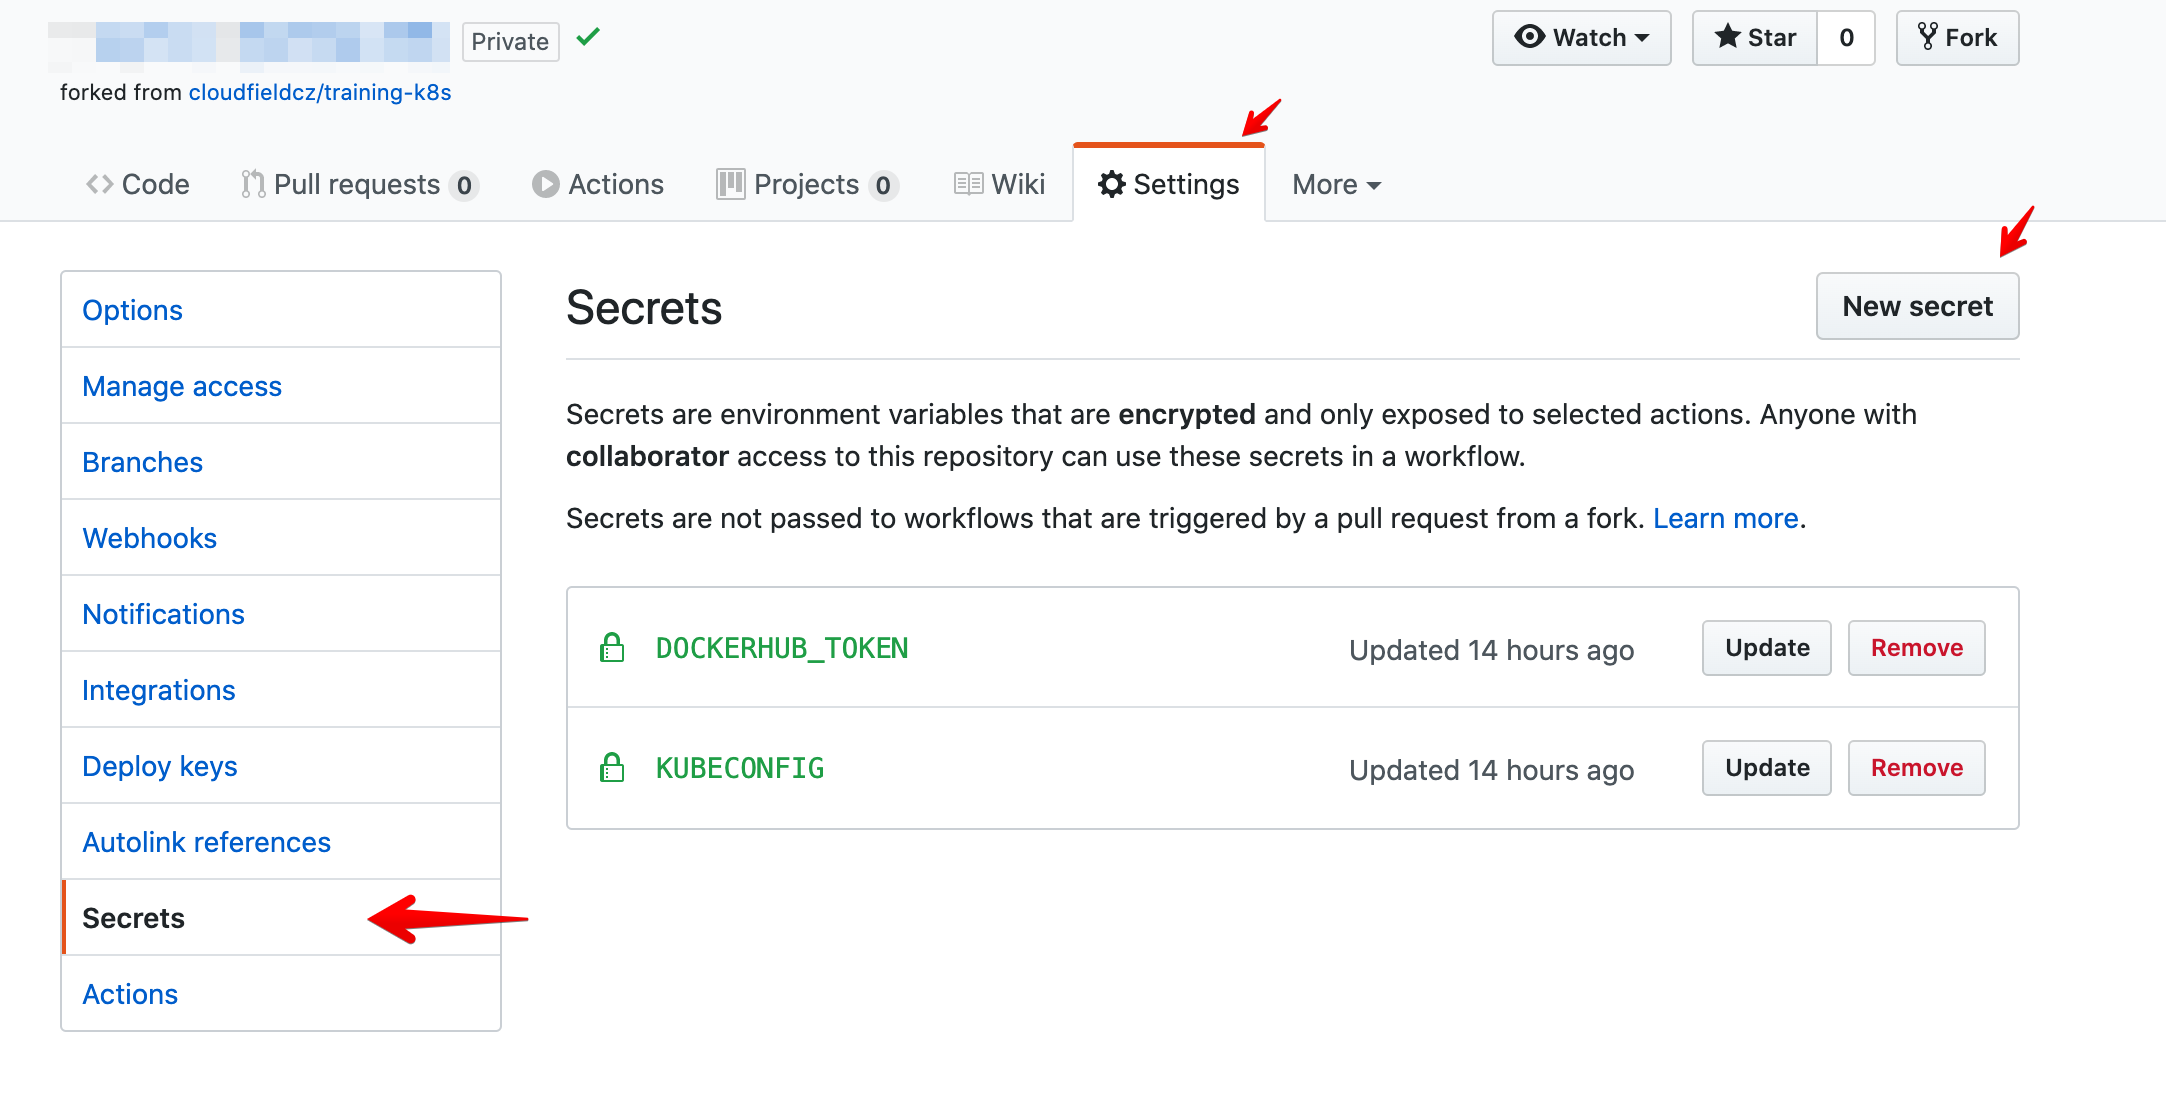 Private
Watch
Star 0
Fork
forked from cloudfieldcz/training-k8s
Code
Pull requests 0
Actions
Projects 0
Wiki
Settings
More
Options
Manage access
Branches
Webhooks
Notifications
Integrations
Deploy keys
Autolink references
Secrets
Actions
Secrets
New secret
Secrets are environment variables that are encrypted and only exposed to selected actions. Anyone with
collaborator access to this repository can use these secrets in a workflow.
Secrets are not passed to workflows that are triggered by a pull request from a fork. Learn more.
DOCKERHUB_TOKEN Updated 14 hours ago Update Remove
KUBECONFIG Updated 14 hours ago Update Remove